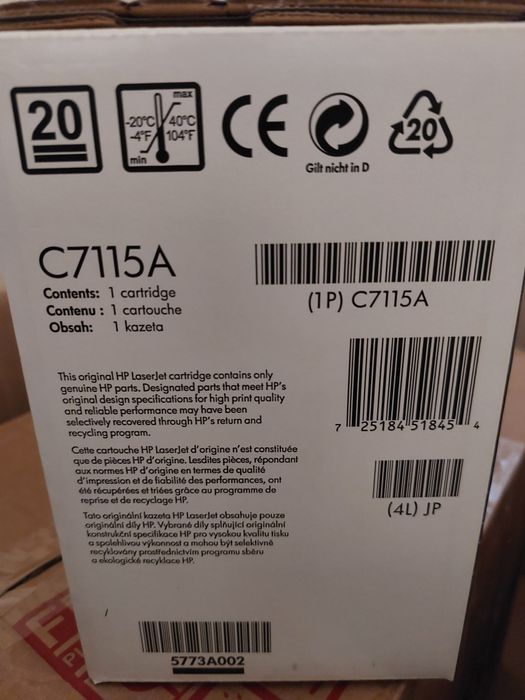 20
max
-20°C 40°C
-4°F 104°F
min
CE
Gilt nicht in D
20
C7115A
Contents: 1 cartridge
Contenu : 1 cartouche
Obsah: 1 kazeta
(1P) C7115A
7 25184 51845 4
(4L) JP
This original HP LaserJet cartridge contains only
genuine HP parts. Designated parts that meet HP's
original design specifications for high print quality
and reliable performance may have been
selectively recovered through HP's return and
recycling program.
Cette cartouche HP LaserJet d'origine n'est constituée
que de pièces HP d'origine. Lesdites pièces, répondant
aux normes HP d'origine en termes de qualité
d'impression et de fiabilité des performances, ont
été récupérées et triées grâce au programme de
reprise et de recyclage HP.
Tato originální kazeta HP LaserJet obsahuje pouze
originální díly HP. Vybrané díly splňující originální
konstrukční specifikace HP pro vysokou kvalitu tisku
a spolehlivou výkonnost a mohou být selektivně
recyklovány prostřednictvím programu sběru
a ekologické recyklace HP.
5773A002